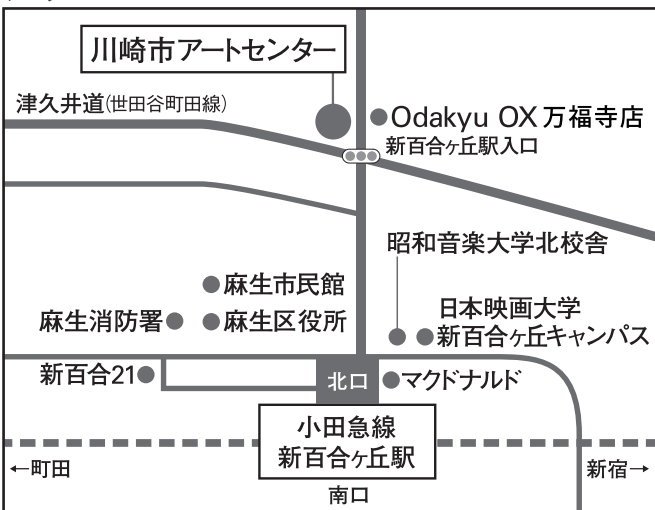 川崎市アートセンター
津久井道(世田谷町田線)
Odakyu OX 万福寺店
新百合ヶ丘駅入口
昭和音楽大学北校舎
麻生市民館
日本映画大学
新百合ヶ丘キャンパス
麻生消防署
麻生区役所
新百合21
北口
マクドナルド
小田急線
新百合ヶ丘駅
←町田
新宿→
南口